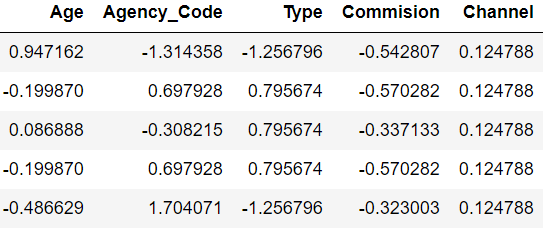 Age Agency_Code Type Commision Channel
0.947162 -1.314358 -1.256796 -0.542807 0.124788
-0.199870 0.697928 0.795674 -0.570282 0.124788
0.086888 -0.308215 0.795674 -0.337133 0.124788
-0.199870 0.697928 0.795674 -0.570282 0.124788
-0.486629 1.704071 -1.256796 -0.323003 0.124788